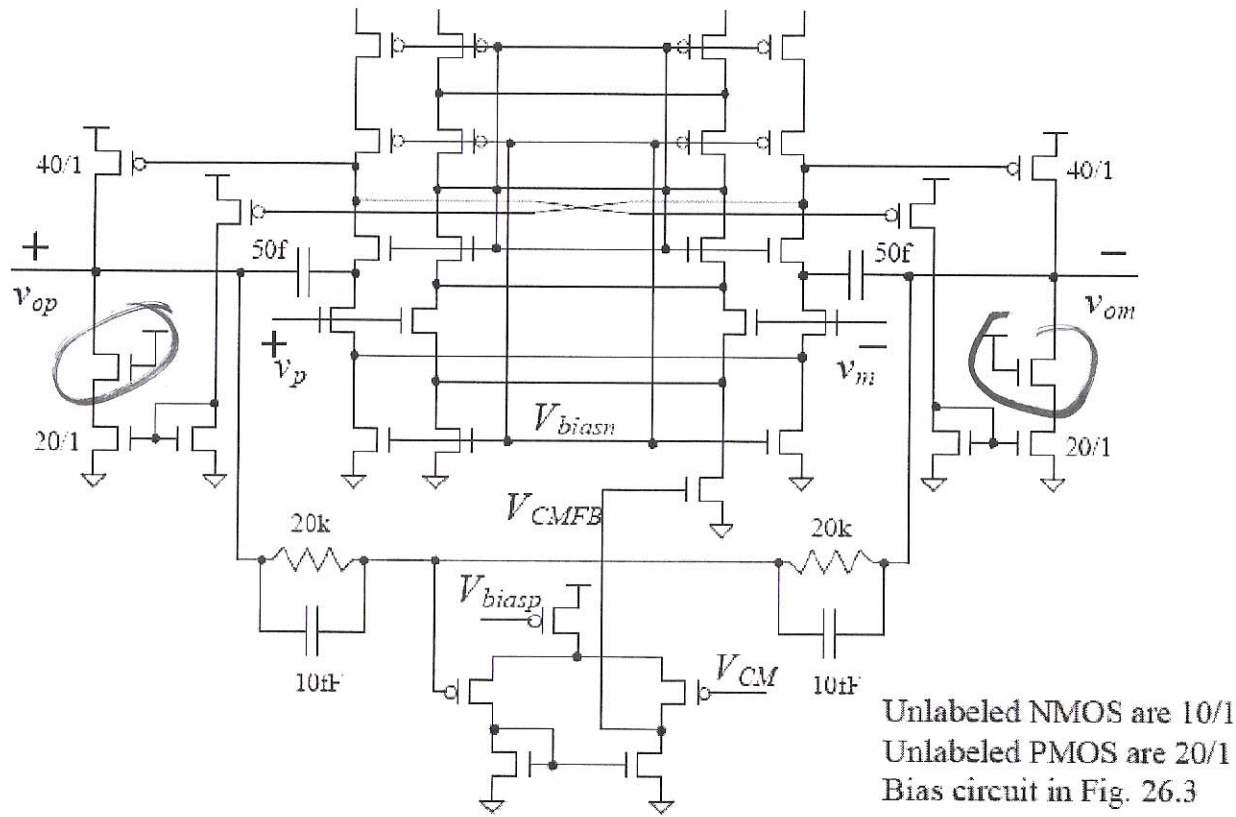 40/1
40/1
50f
50f
+
v_op
−
v_om
+
v_p
−
v_m
20/1
V_biasn
20/1
V_CMFB
20k
20k
V_biasp
V_CM
10fF
10fF
Unlabeled NMOS are 10/1
Unlabeled PMOS are 20/1
Bias circuit in Fig. 26.3